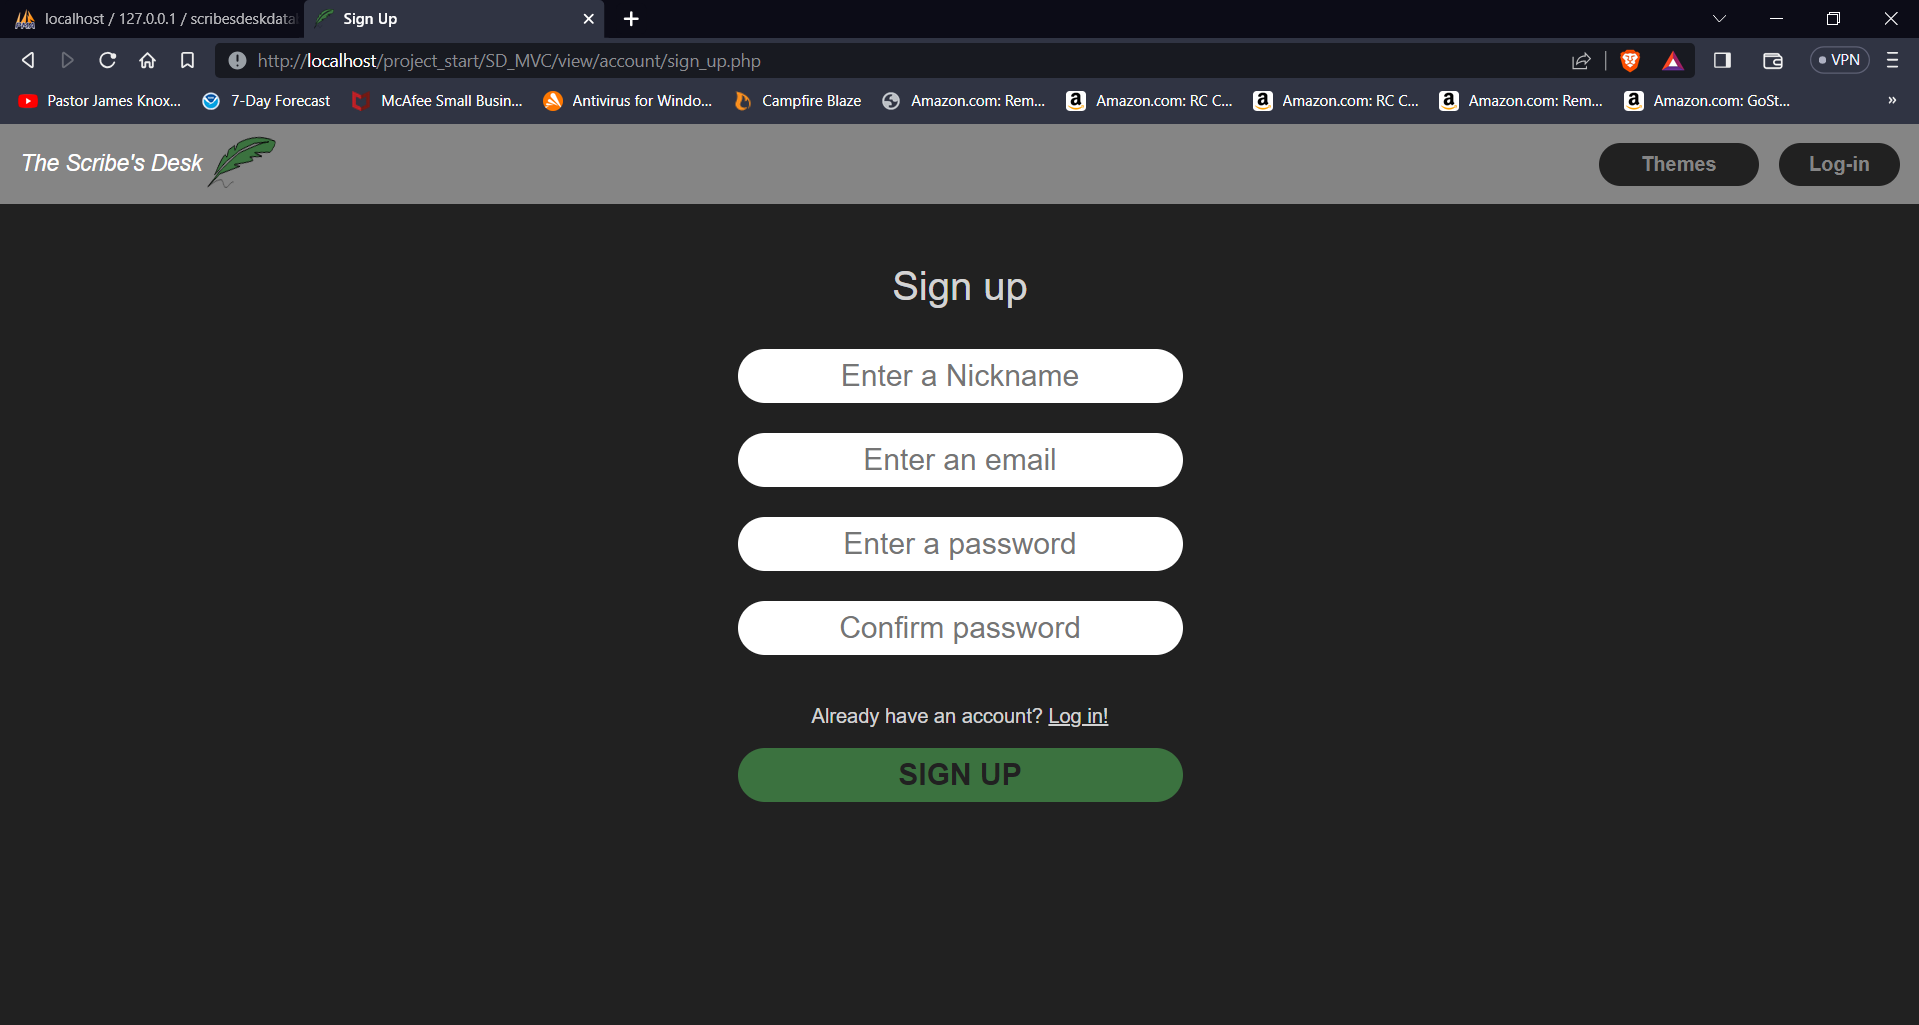 localhost / 127.0.0.1 / scribesdeskdata
Sign Up
http://localhost/project_start/SD_MVC/view/account/sign_up.php
VPN
Pastor James Knox...
7-Day Forecast
McAfee Small Busin...
Antivirus for Windo...
Campfire Blaze
Amazon.com: Rem...
Amazon.com: RC C...
Amazon.com: RC C...
Amazon.com: Rem...
Amazon.com: GoSt...
»
The Scribe's Desk
Themes
Log-in
Sign up
Enter a Nickname
Enter an email
Enter a password
Confirm password
Already have an account? Log in!
SIGN UP